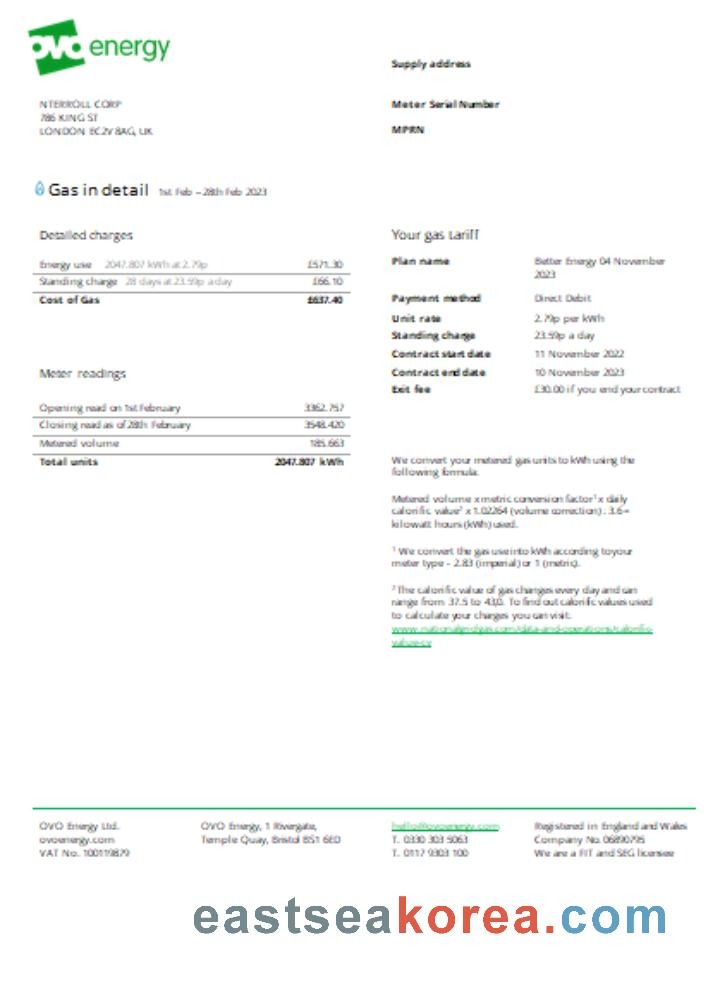 ovo energy
Supply address
NTERROLL CORP
786 KING ST
LONDON EC2V 8AG, UK
Meter Serial Number
MPRN
Gas in detail 1st Feb – 28th Feb 2023
Detailed charges
Energy use 2047.807 kWh at 2.79p £571.30
Standing charge 28 days at 23.59p a day £66.10
Cost of Gas £637.40
Meter readings
Opening read on 1st February 3362.757
Closing read as of 28th February 3548.420
Metered volume 185.663
Total units 2047.807 kWh
Your gas tariff
Plan name Better Energy 04 November
2023
Payment method Direct Debit
Unit rate 2.79p per kWh
Standing charge 23.59p a day
Contract start date 11 November 2022
Contract end date 10 November 2023
Exit fee £30.00 if you end your contract
We convert your metered gas units to kWh using the
following formula:
Metered volume x metric conversion factor¹ x daily
calorific value² x 1.02264 (volume correction) : 3.6 =
kilowatt hours (kWh) used.
¹ We convert the gas use into kWh according to your
meter type – 2.83 (imperial) or 1 (metric).
² The calorific value of gas changes every day and can
range from 37.5 to 43,0. To find out calorific values used
to calculate your charges you can visit:
www.nationalgridgas.com/data-and-operations/calorific-
value-cv
OVO Energy Ltd.
ovoenergy.com
VAT No. 100119879
OVO Energy, 1 Rivergate,
Temple Quay, Bristol BS1 6ED
hello@ovoenergy.com
T. 0330 303 5063
T. 0117 9303 100
Registered in England and Wales
Company No. 06890795
We are a FIT and SEG licensee
eastseakorea.com